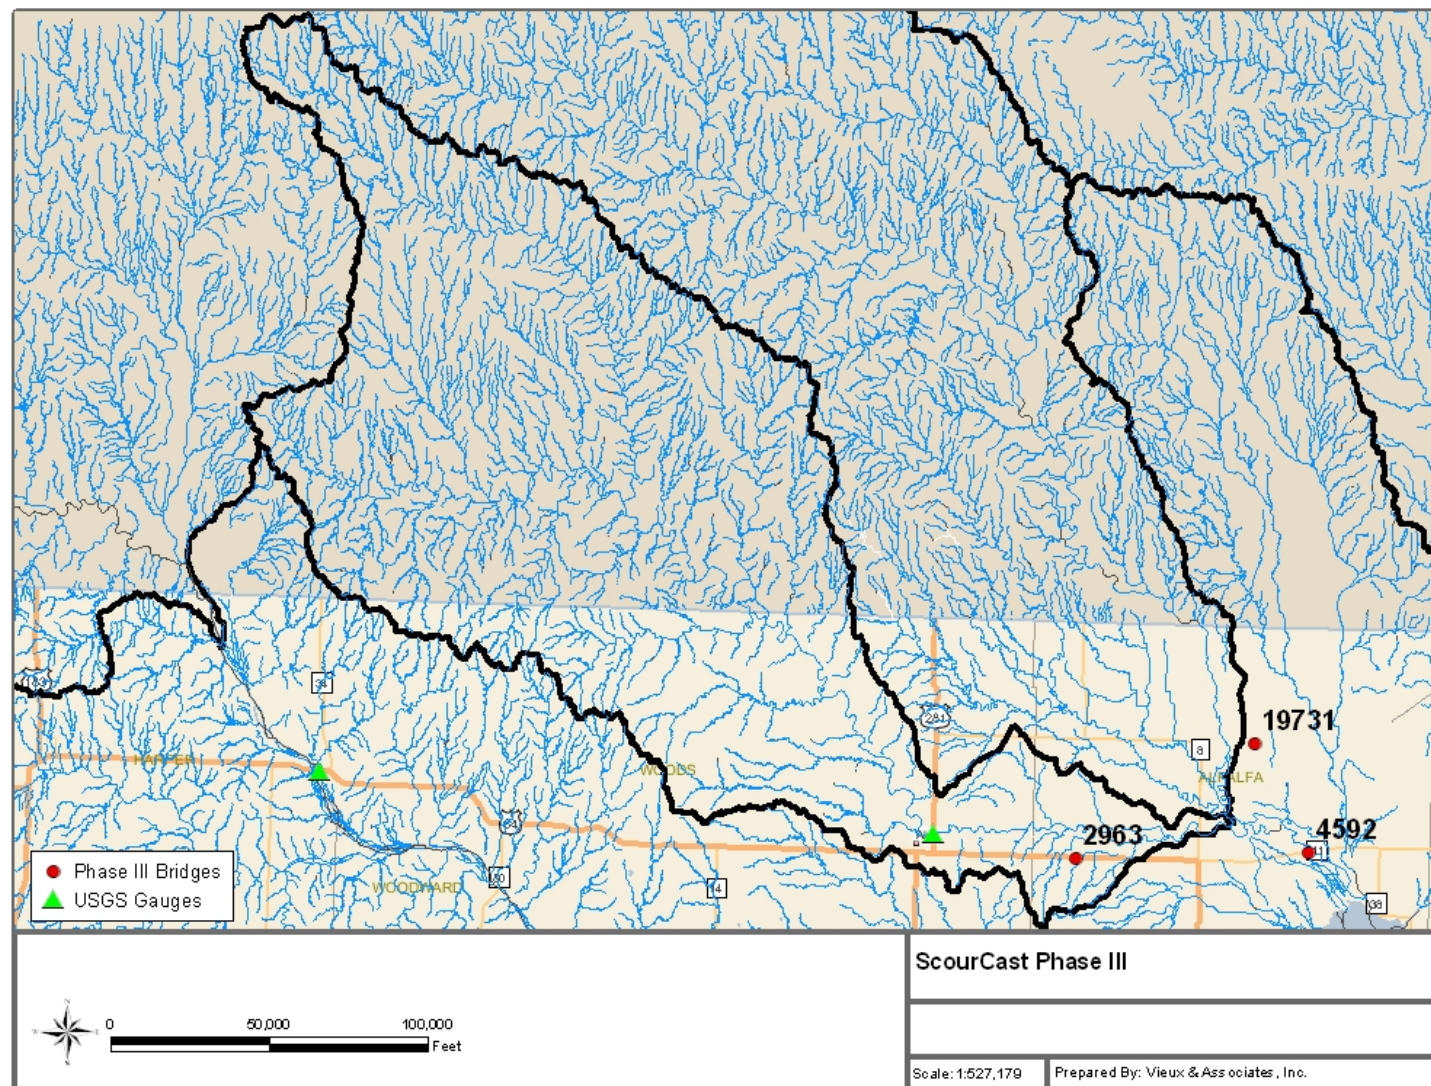 183
34
281
19731
8
HARPER
WOODS
ALFALFA
64
2963
4592
11
Phase III Bridges
USGS Gauges
WOODWARD
50
14
38
ScourCast Phase III
N
W
E
S
0 50,000 100,000
Feet
Scale: 1:527,179
Prepared By: Vieux & Associates, Inc.